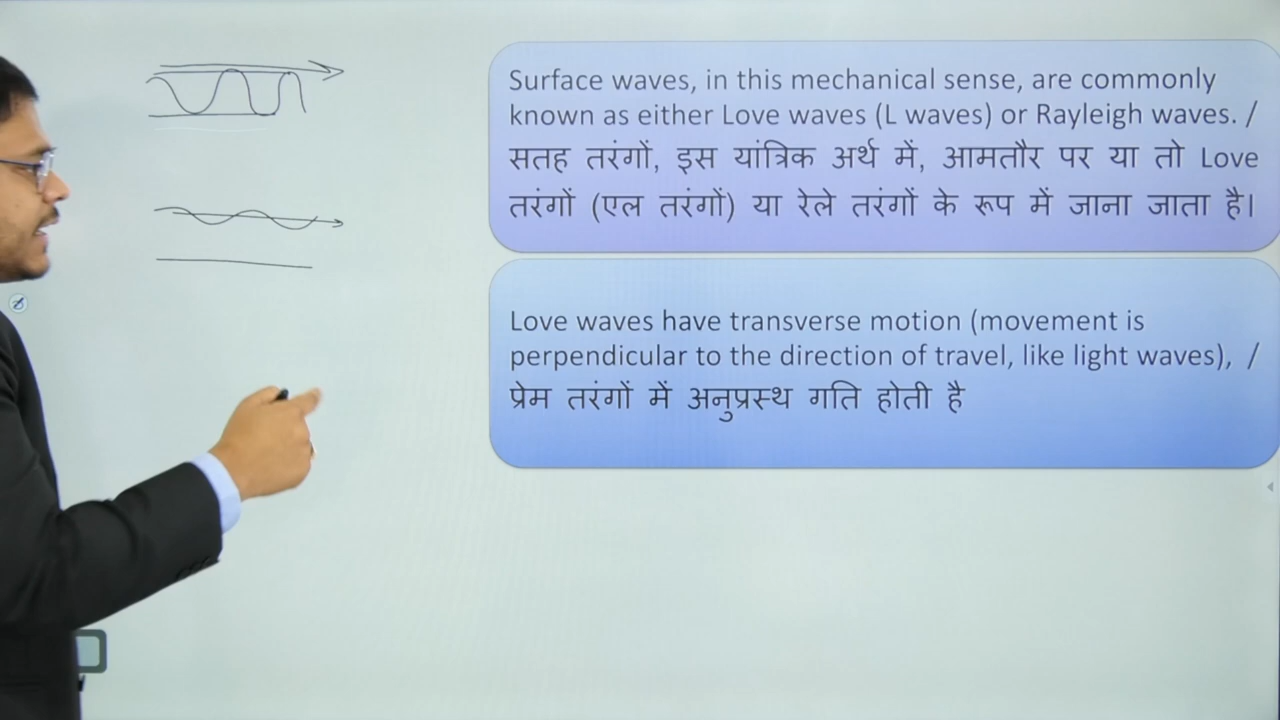 Surface waves, in this mechanical sense, are commonly
known as either Love waves (L waves) or Rayleigh waves. /
सतह तरंगों, इस यांत्रिक अर्थ में, आमतौर पर या तो Love
तरंगों (एल तरंगों) या रेले तरंगों के रूप में जाना जाता है।
Love waves have transverse motion (movement is
perpendicular to the direction of travel, like light waves), /
प्रेम तरंगों में अनुप्रस्थ गति होती है